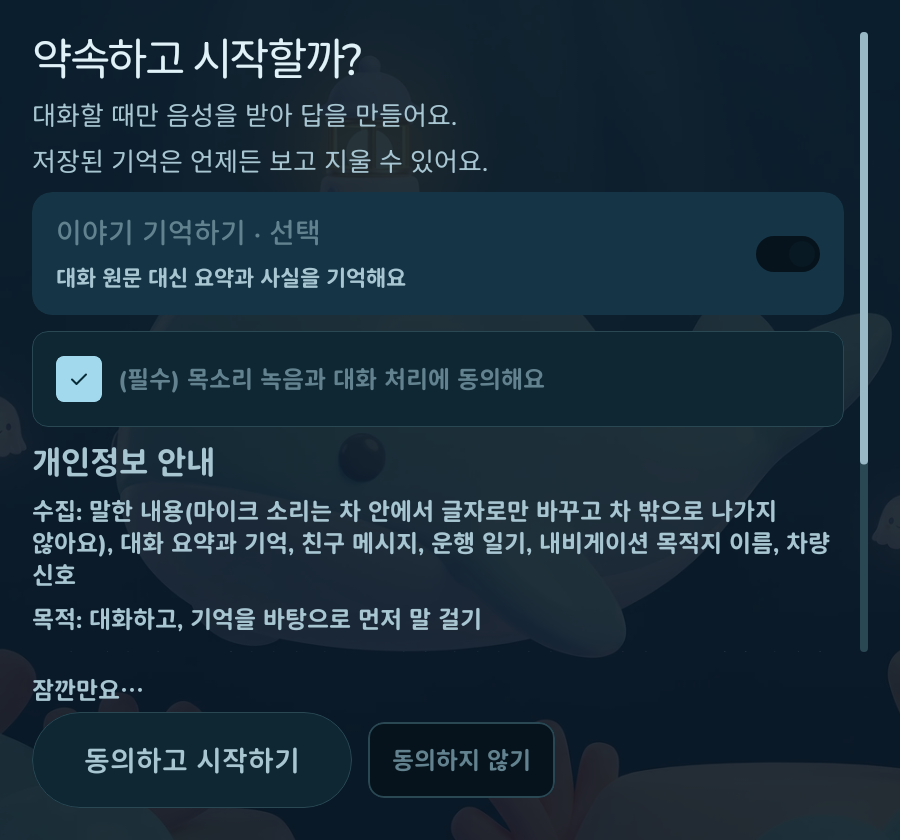 약속하고 시작할까?
대화할 때만 음성을 받아 답을 만들어요.
저장된 기억은 언제든 보고 지울 수 있어요.
이야기 기억하기 · 선택
대화 원문 대신 요약과 사실을 기억해요
(필수) 목소리 녹음과 대화 처리에 동의해요
개인정보 안내
수집: 말한 내용(마이크 소리는 차 안에서 글자로만 바꾸고 차 밖으로 나가지
않아요), 대화 요약과 기억, 친구 메시지, 운행 일기, 내비게이션 목적지 이름, 차량
신호
목적: 대화하고, 기억을 바탕으로 먼저 말 걸기
잠깐만요…
동의하고 시작하기
동의하지 않기